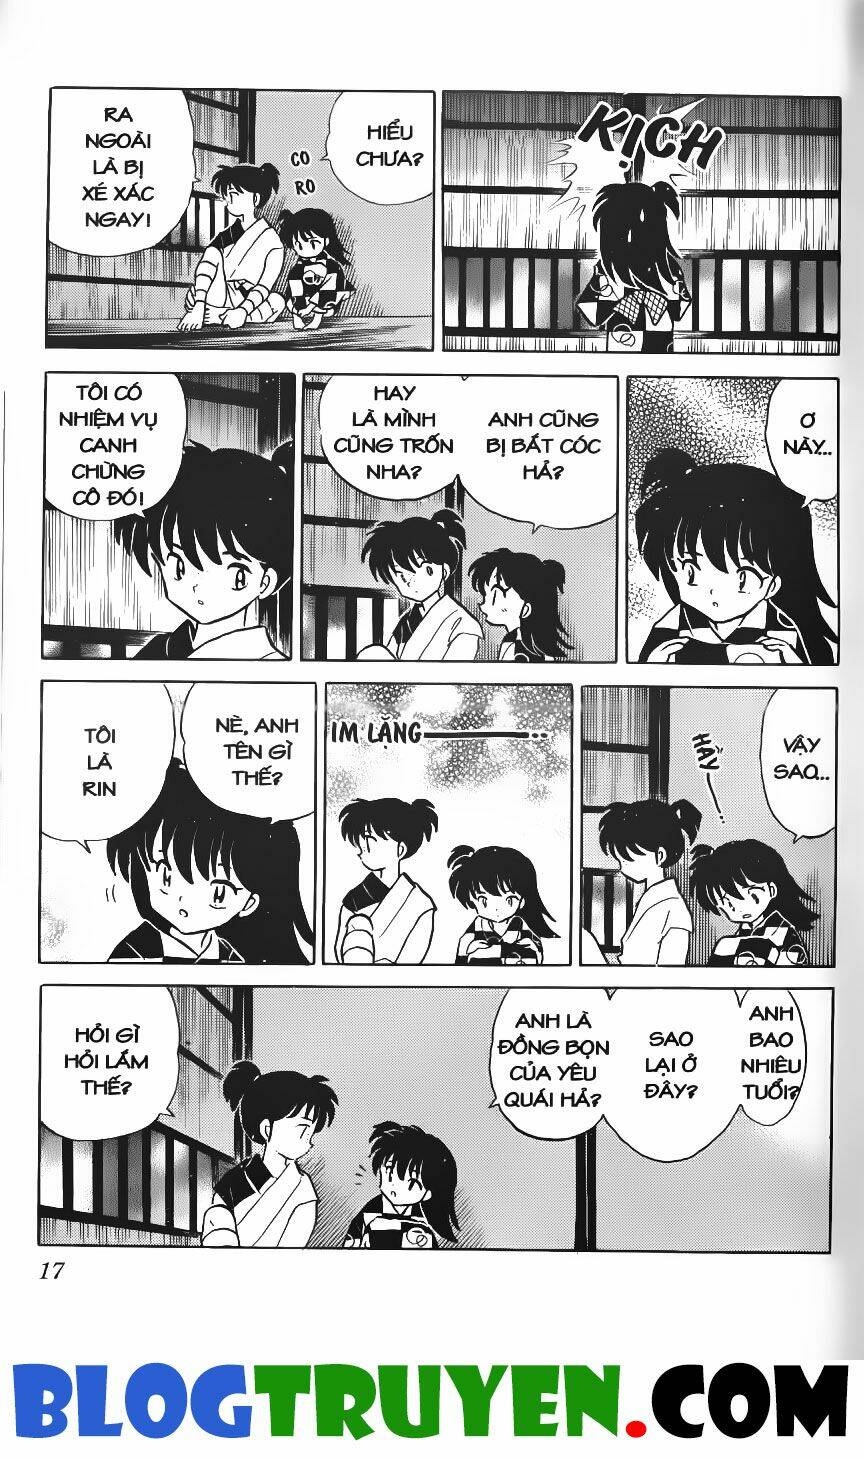 KỊCH
HIỂU
CHƯA?
CO
RO
RA
NGOÀI
LÀ BỊ
XÉ XÁC
NGAY!
Ơ
NÀY...
ANH CŨNG
BỊ BẮT CÓC
HẢ?
HAY
LÀ MÌNH
CŨNG TRỐN
NHA?
TÔI CÓ
NHIỆM VỤ
CANH
CHỪNG
CÔ ĐÓ!
VẬY
SAO...
HẦY
IM LẶNG
NÈ, ANH
TÊN GÌ
THẾ?
TÔI
LÀ
RIN
ANH
BAO
NHIÊU
TUỔI?
SAO
LẠI Ở
ĐÂY?
ANH LÀ
ĐỒNG BỌN
CỦA YÊU
QUÁI HẢ?
HỎI GÌ
HỎI LẮM
THẾ?
17
BLOGTRUYEN.COM